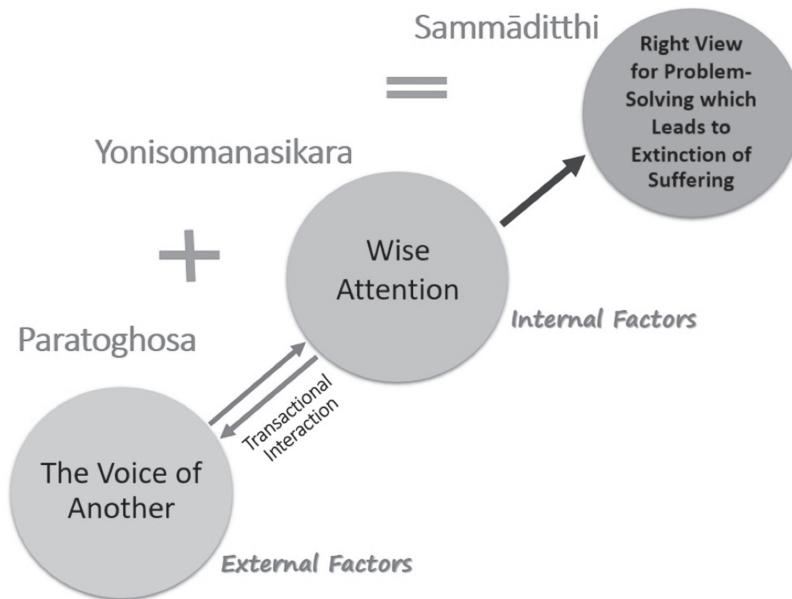 Sammāditthi
Right View
for Problem-
Solving which
Leads to
Extinction of
Suffering
=
Yonisomanasikara
Wise
Attention
Internal Factors
+
Paratoghosa
Transactional
Interaction
The Voice of
Another
External Factors